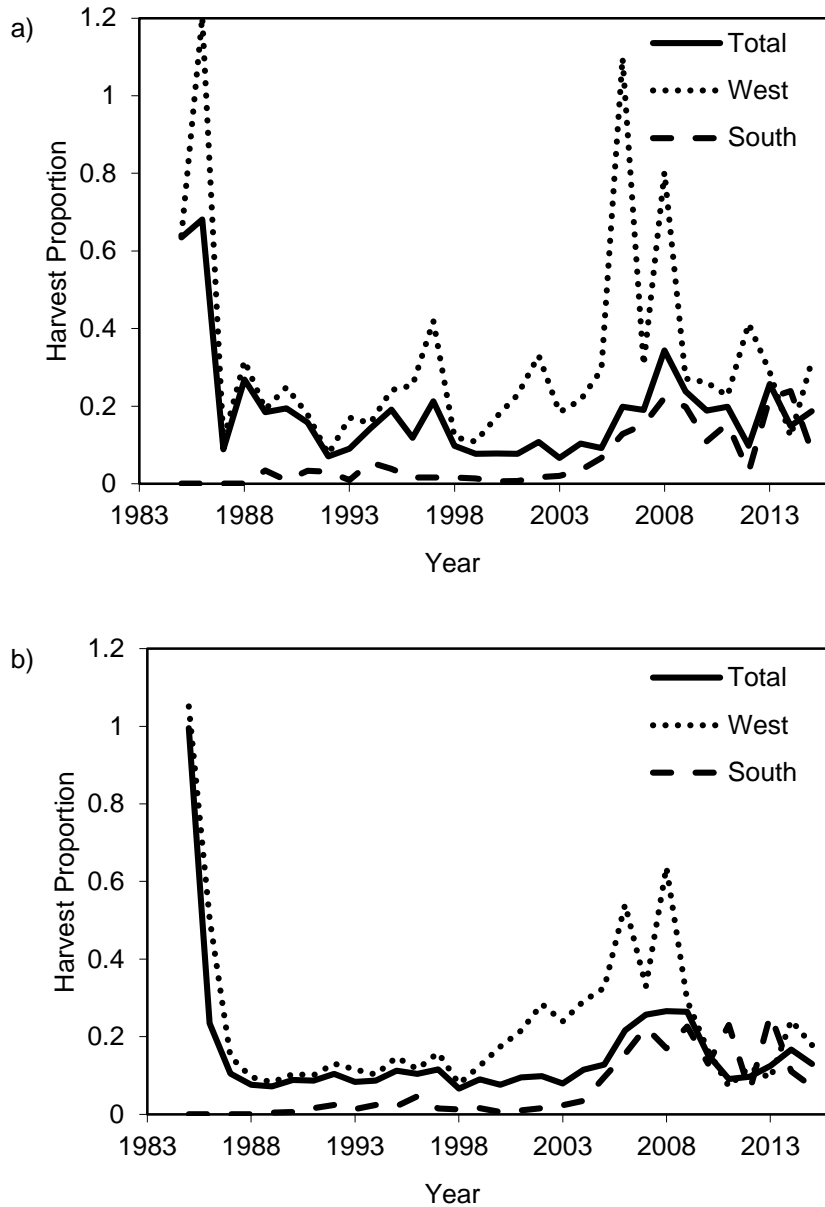 a)
1.2
1
0.8
0.6
0.4
0.2
0
Harvest Proportion
Total
West
South
1983 1988 1993 1998 2003 2008 2013
Year
b)
1.2
1
0.8
0.6
0.4
0.2
0
Harvest Proportion
Total
West
South
1983 1988 1993 1998 2003 2008 2013
Year